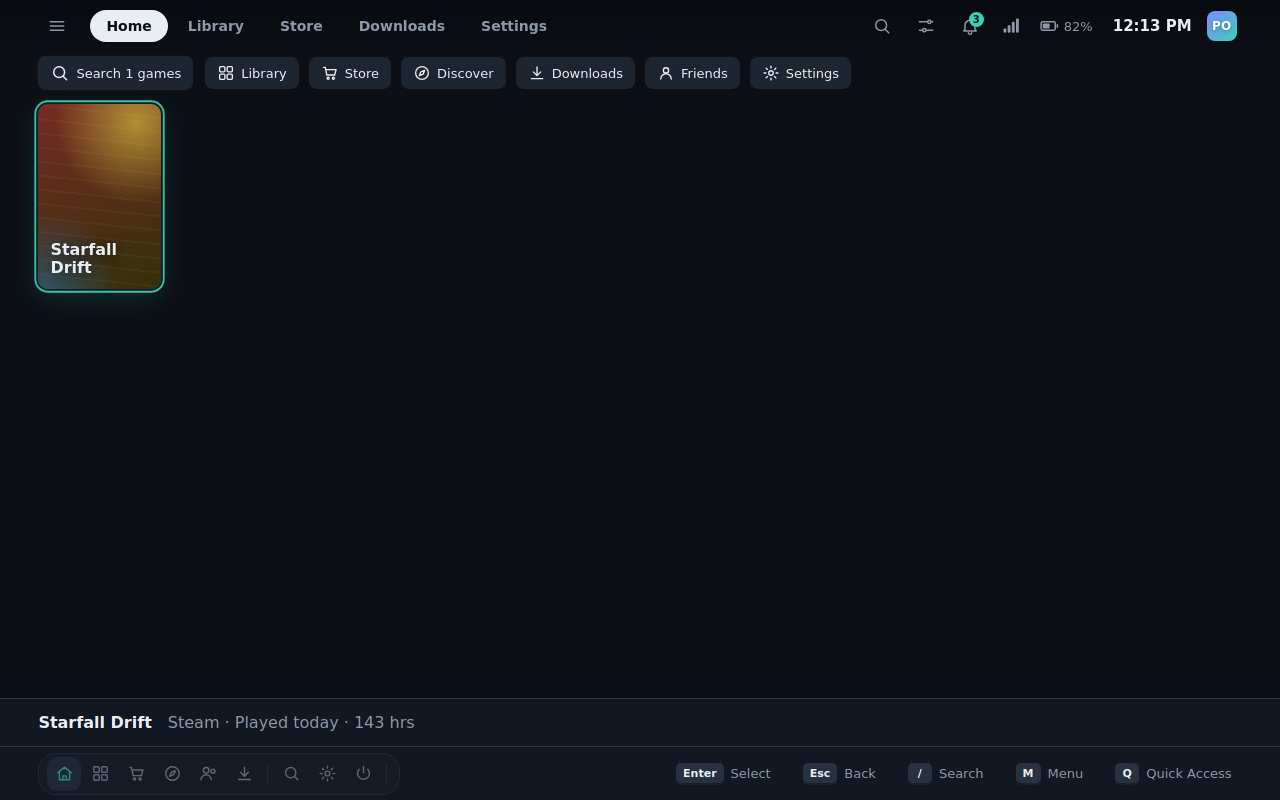 Home Library Store Downloads Settings 3 82% 12:13 PM PO
Search 1 games Library Store Discover Downloads Friends Settings
Starfall
Drift
Starfall Drift Steam · Played today · 143 hrs
Enter Select Esc Back / Search M Menu Q Quick Access